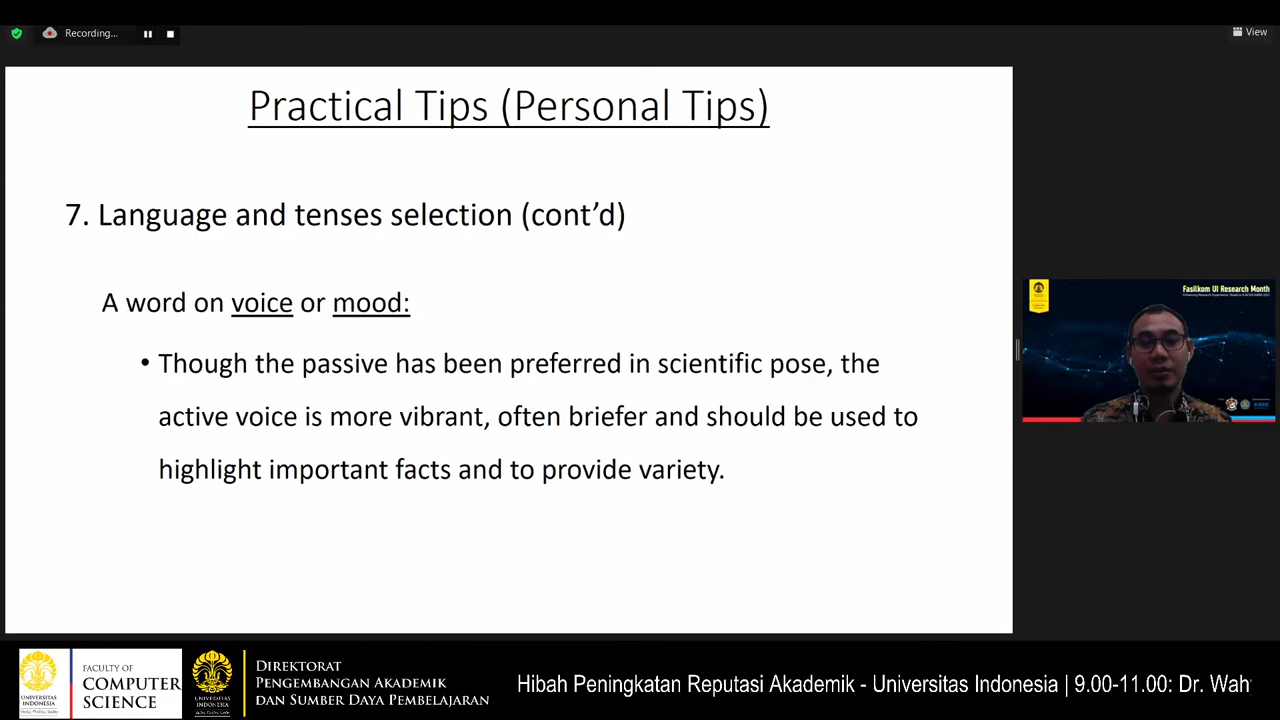 Recording...
View
Practical Tips (Personal Tips)
7. Language and tenses selection (cont’d)
A word on voice or mood:
• Though the passive has been preferred in scientific pose, the
active voice is more vibrant, often briefer and should be used to
highlight important facts and to provide variety.
Fasilkom UI Research Month
FACULTY OF
COMPUTER
SCIENCE
UNIVERSITAS
INDONESIA
DIREKTORAT
PENGEMBANGAN AKADEMIK
DAN SUMBER DAYA PEMBELAJARAN
Hibah Peningkatan Reputasi Akademik - Universitas Indonesia | 9.00-11.00: Dr. Wah